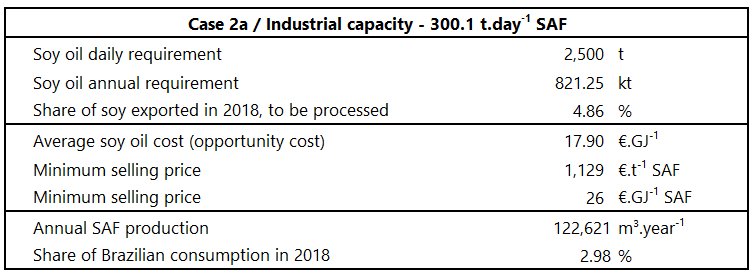 Case 2a / Industrial capacity - 300.1 t.day⁻¹ SAF
Soy oil daily requirement 2,500 t
Soy oil annual requirement 821.25 kt
Share of soy exported in 2018, to be processed 4.86 %
Average soy oil cost (opportunity cost) 17.90 €.GJ⁻¹
Minimum selling price 1,129 €.t⁻¹ SAF
Minimum selling price 26 €.GJ⁻¹ SAF
Annual SAF production 122,621 m³.year⁻¹
Share of Brazilian consumption in 2018 2.98 %